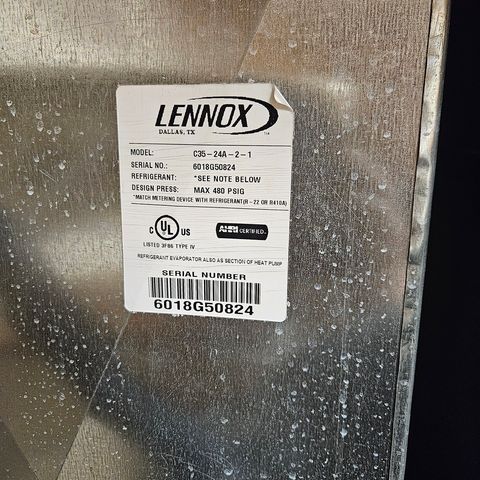 LENNOX
DALLAS, TX
MODEL: C35-24A-2-1
SERIAL NO.: 6018G50824
REFRIGERANT: *SEE NOTE BELOW
DESIGN PRESS: MAX 480 PSIG
*MATCH METERING DEVICE WITH REFRIGERANT(R-22 OR R410A)
C UL US
AHRI CERTIFIED
LISTED 3F86 TYPE IV
REFRIGERANT EVAPORATOR ALSO AS SECTION OF HEAT PUMP
SERIAL NUMBER
6018G50824